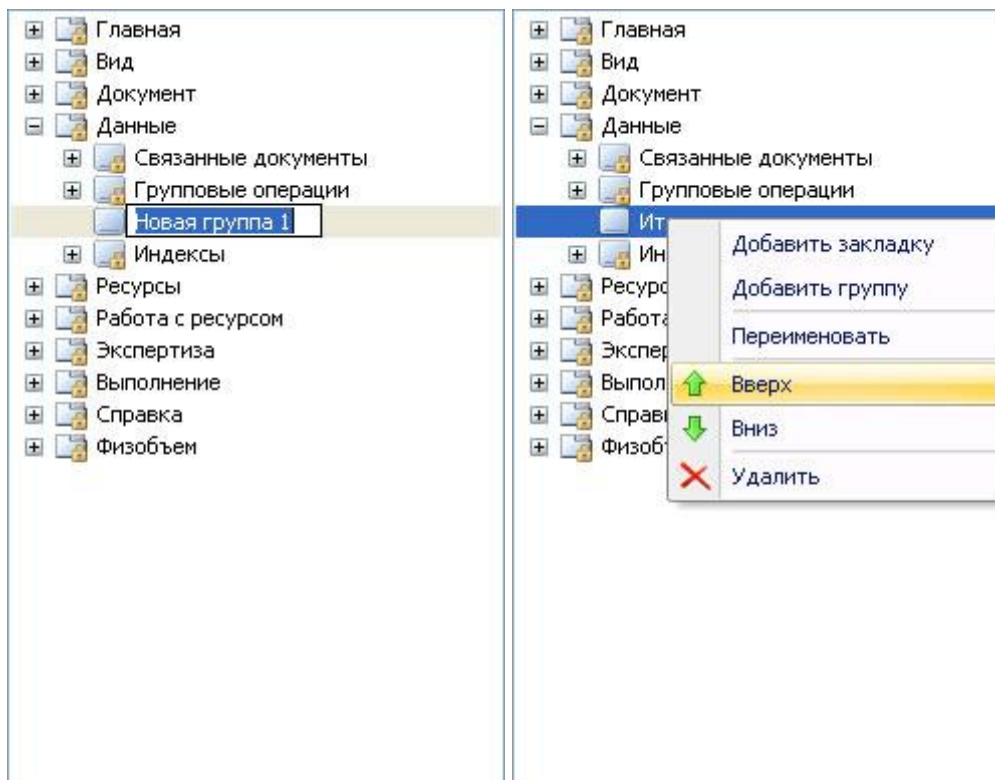 Главная
Вид
Документ
Данные
Связанные документы
Групповые операции
Новая группа 1
Индексы
Ресурсы
Работа с ресурсом
Экспертиза
Выполнение
Справка
Физобъем
Главная
Вид
Документ
Данные
Связанные документы
Групповые операции
Добавить закладку
Добавить группу
Переименовать
Вверх
Вниз
Удалить